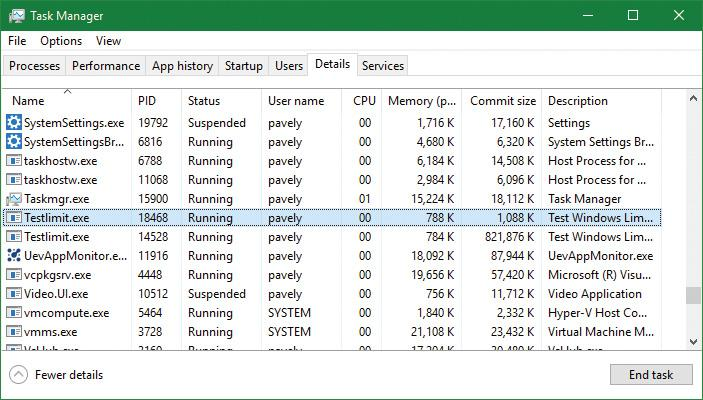 Task Manager
File Options View
Processes Performance App history Startup Users Details Services
Name PID Status User name CPU Memory (p... Commit size Description
SystemSettings.exe 19792 Suspended pavely 00 1,716 K 17,160 K Settings
SystemSettingsBr... 6816 Running pavely 00 4,680 K 6,320 K System Settings Br...
taskhostw.exe 6788 Running pavely 00 6,184 K 14,508 K Host Process for ...
taskhostw.exe 11068 Running pavely 00 2,984 K 6,096 K Host Process for ...
Taskmgr.exe 15900 Running pavely 01 15,224 K 18,112 K Task Manager
Testlimit.exe 18468 Running pavely 00 788 K 1,088 K Test Windows Lim...
Testlimit.exe 14528 Running pavely 00 784 K 821,876 K Test Windows Lim...
UevAppMonitor.e... 11916 Running pavely 00 18,092 K 87,944 K UevAppMonitor.exe
vcpkgsrv.exe 4448 Running pavely 00 19,656 K 57,420 K Microsoft (R) Visu...
Video.UI.exe 10512 Suspended pavely 00 756 K 11,712 K Video Application
vmcompute.exe 5464 Running SYSTEM 00 1,840 K 2,332 K Hyper-V Host Co...
vmms.exe 3728 Running SYSTEM 00 21,108 K 23,432 K Virtual Machine M...
Running pavely 00
Fewer details End task